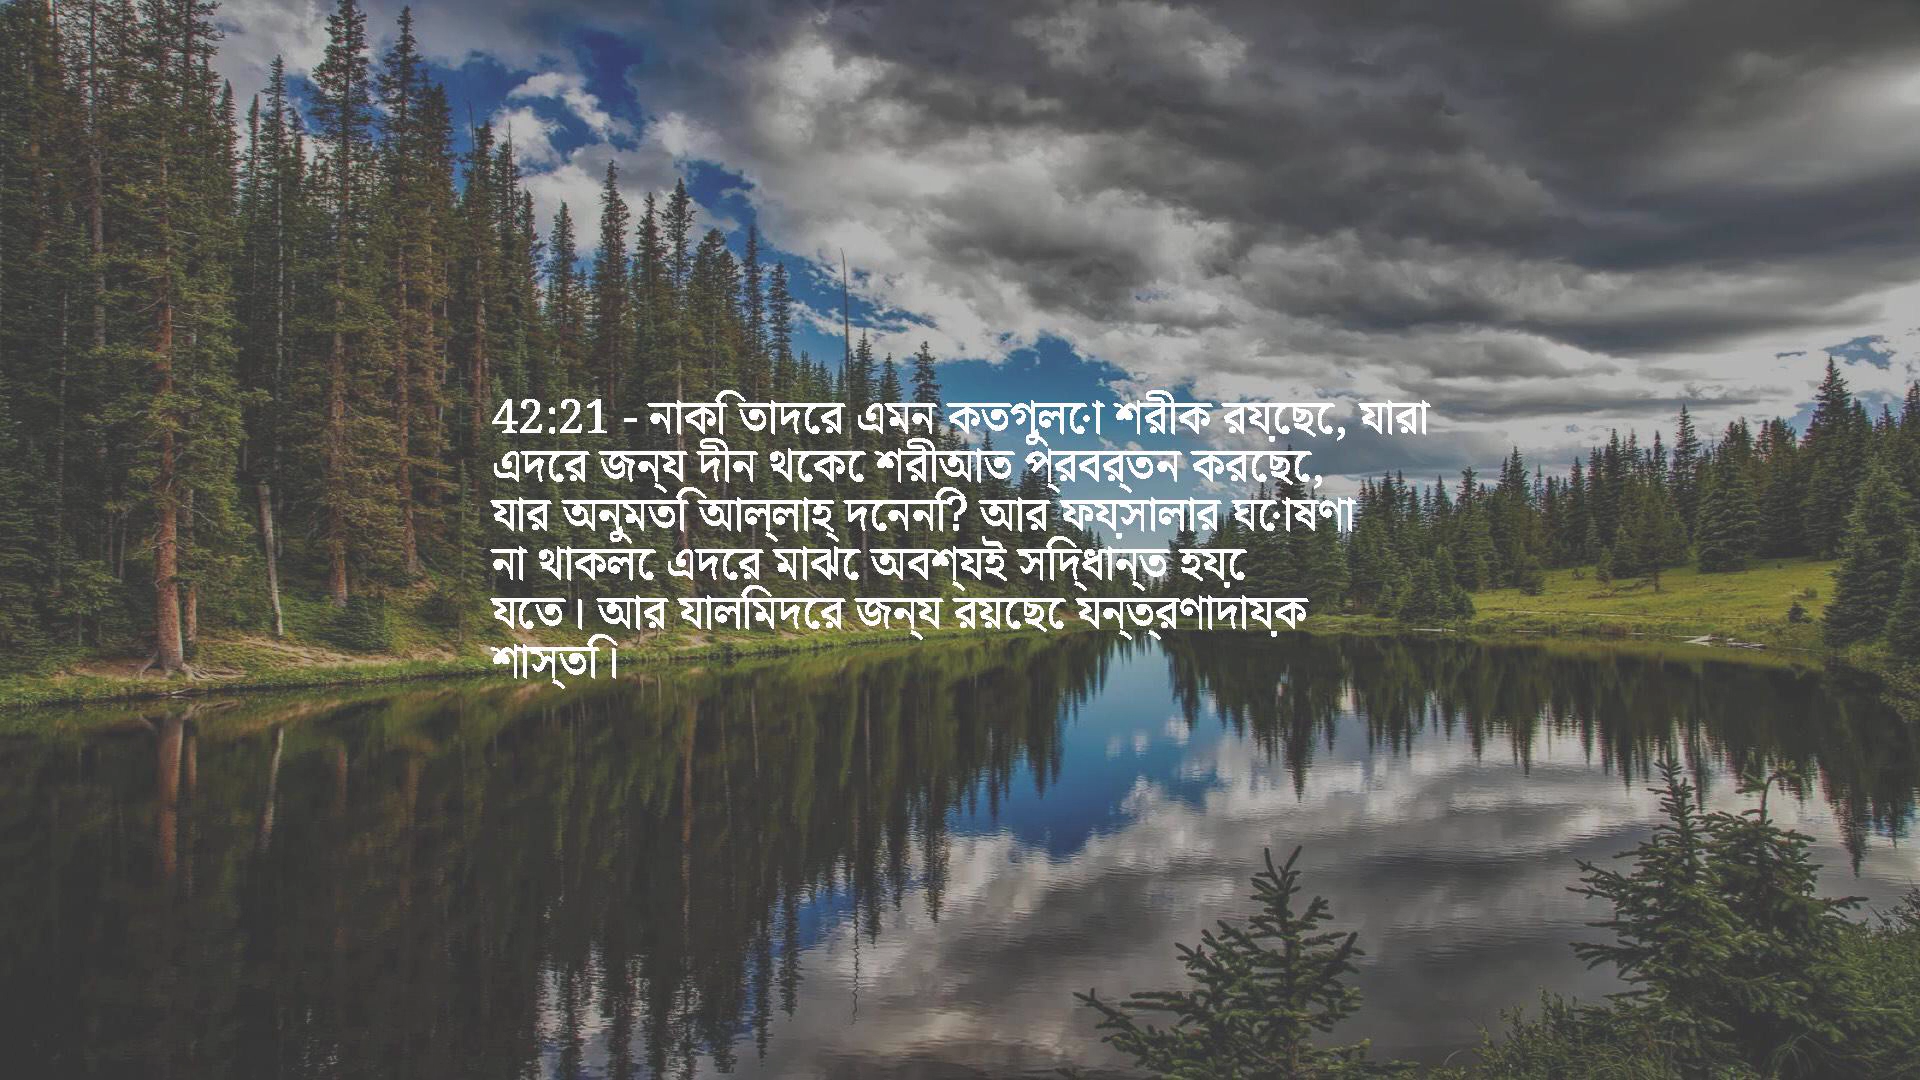 42:21 - নাকি তাদের এমন কতগুলো শরীক রয়েছে, যারা
এদের জন্য দীন থেকে শরীআত প্রবর্তন করেছে,
যার অনুমতি আল্লাহ্ দেননি? আর ফয়সালার ঘোষণা
না থাকলে এদের মাঝে অবশ্যই সিদ্ধান্ত হয়ে
যেত। আর যালিমদের জন্য রয়েছে যন্ত্রণাদায়ক
শাস্তি।